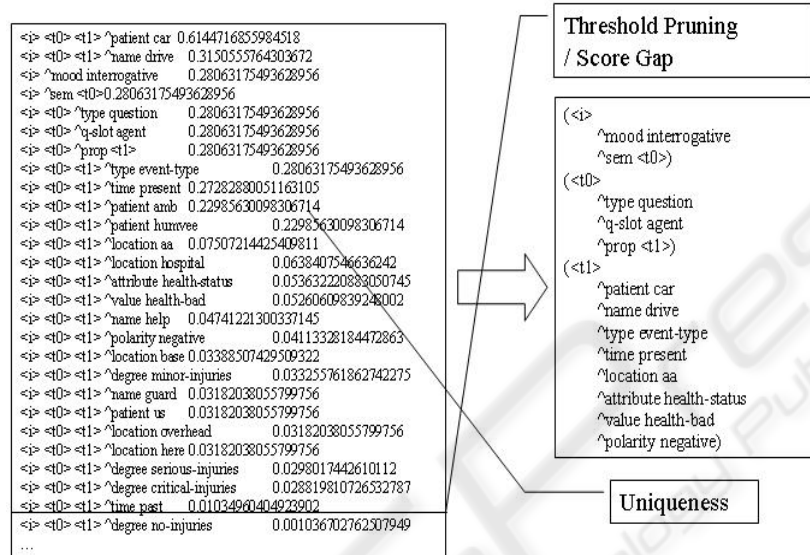 <i> <t0> <t1> ^patient car 0.6144716855984518
<i> <t0> <t1> ^name drive 0.3150555764303672
<i> ^mood interrogative 0.28063175493628956
<i> ^sem <t0>0.28063175493628956
<i> <t0> ^type question 0.28063175493628956
<i> <t0> ^q-slot agent 0.28063175493628956
<i> <t0> ^prop <t1> 0.28063175493628956
<i> <t0> <t1> ^type event-type 0.28063175493628956
<i> <t0> <t1> ^time present 0.27282880051163105
<i> <t0> <t1> ^patient amb 0.22985630098306714
<i> <t0> <t1> ^patient humvee 0.22985630098306714
<i> <t0> <t1> ^location aa 0.07507214425409811
<i> <t0> <t1> ^location hospital 0.0638407546636242
<i> <t0> <t1> ^attribute health-status 0.053632220883050745
<i> <t0> <t1> ^value health-bad 0.05260609839248002
<i> <t0> <t1> ^name help 0.04741221300337145
<i> <t0> <t1> ^polarity negative 0.04113328184472863
<i> <t0> <t1> ^location base 0.03388507429509322
<i> <t0> <t1> ^degree minor-injuries 0.033255761862742275
<i> <t0> <t1> ^name guard 0.03182038055799756
<i> <t0> <t1> ^patient us 0.03182038055799756
<i> <t0> <t1> ^location overhead 0.03182038055799756
<i> <t0> <t1> ^location here 0.03182038055799756
<i> <t0> <t1> ^degree serious-injuries 0.0298017442610112
<i> <t0> <t1> ^degree critical-injuries 0.028819810726532787
<i> <t0> <t1> ^time past 0.01034960404923902
<i> <t0> <t1> ^degree no-injuries 0.001036702762507949
...
Threshold Pruning
/ Score Gap
(<i>
^mood interrogative
^sem <t0>)
(<t0>
^type question
^q-slot agent
^prop <t1>)
(<t1>
^patient car
^name drive
^type event-type
^time present
^location aa
^attribute health-status
^value health-bad
^polarity negative)
Uniqueness